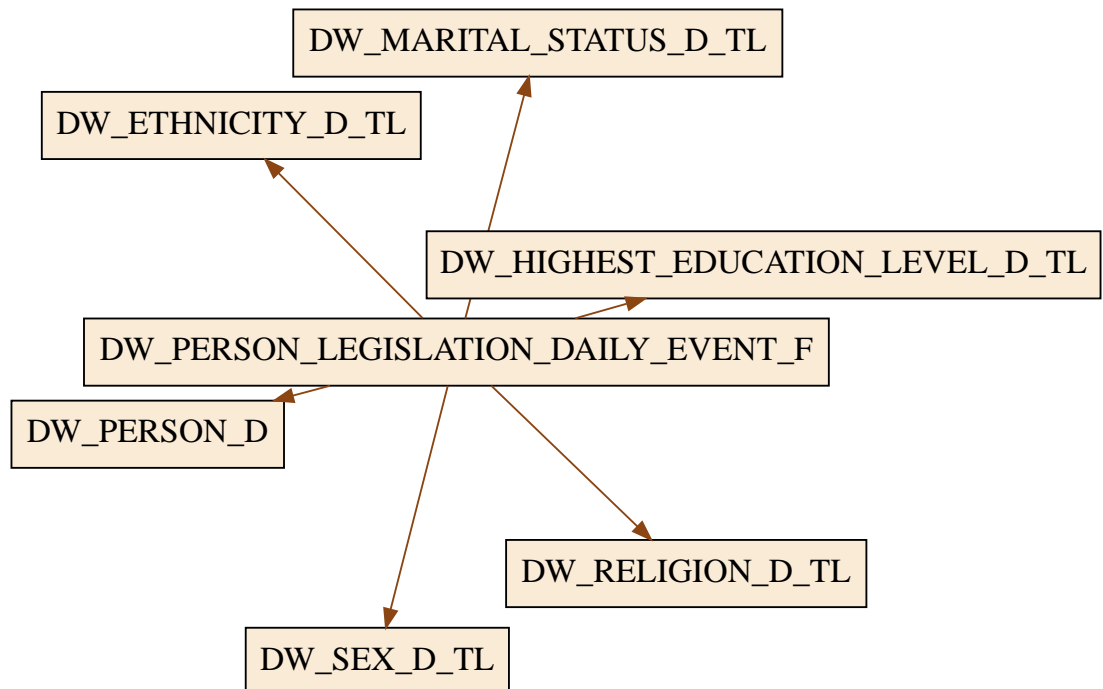 DW_MARITAL_STATUS_D_TL
DW_ETHNICITY_D_TL
DW_HIGHEST_EDUCATION_LEVEL_D_TL
DW_PERSON_LEGISLATION_DAILY_EVENT_F
DW_PERSON_D
DW_RELIGION_D_TL
DW_SEX_D_TL